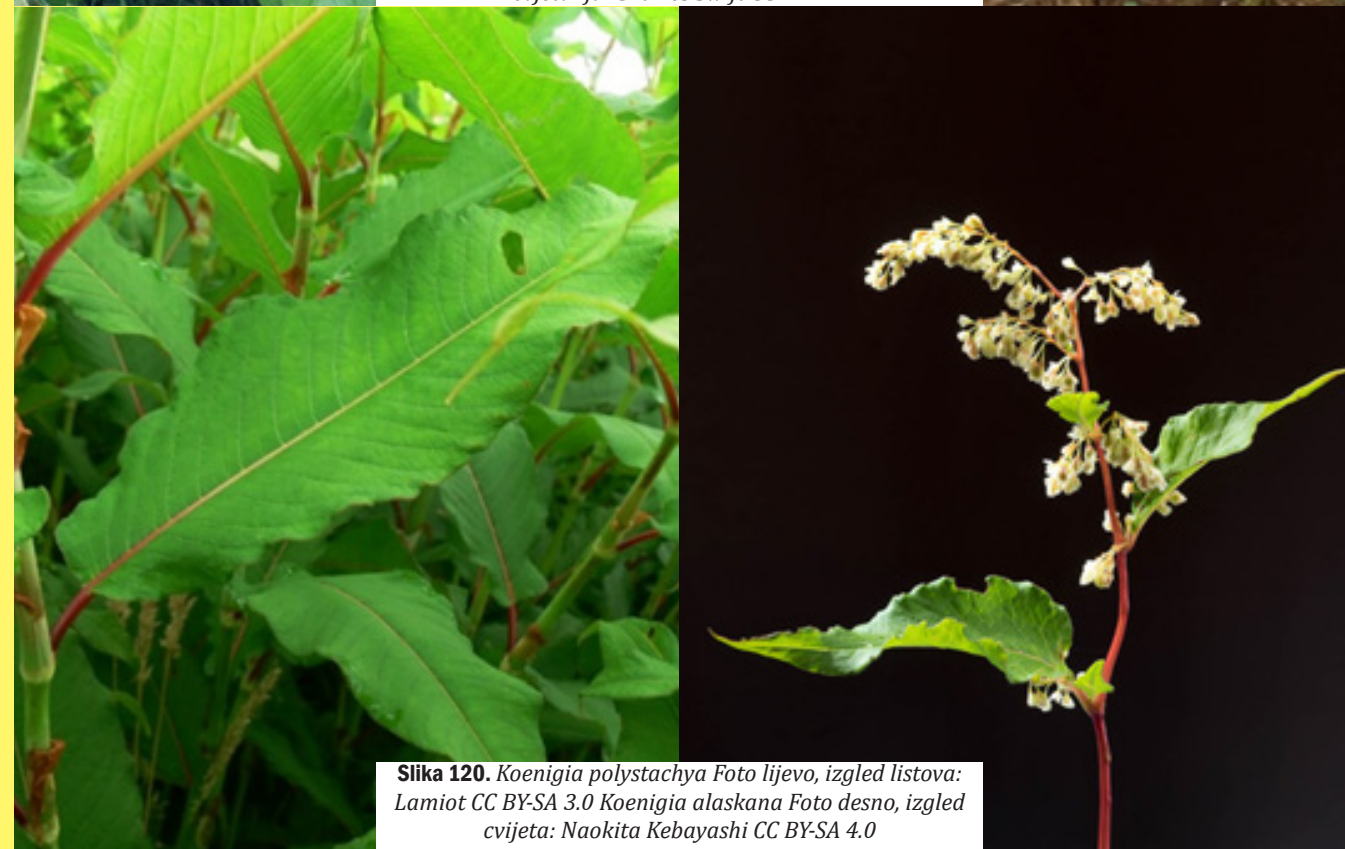 Slika 120. Koenigia polystachya Foto lijevo, izgled listova:
Lamiot CC BY-SA 3.0 Koenigia alaskana Foto desno, izgled
cvijeta: Naokita Kebayashi CC BY-SA 4.0